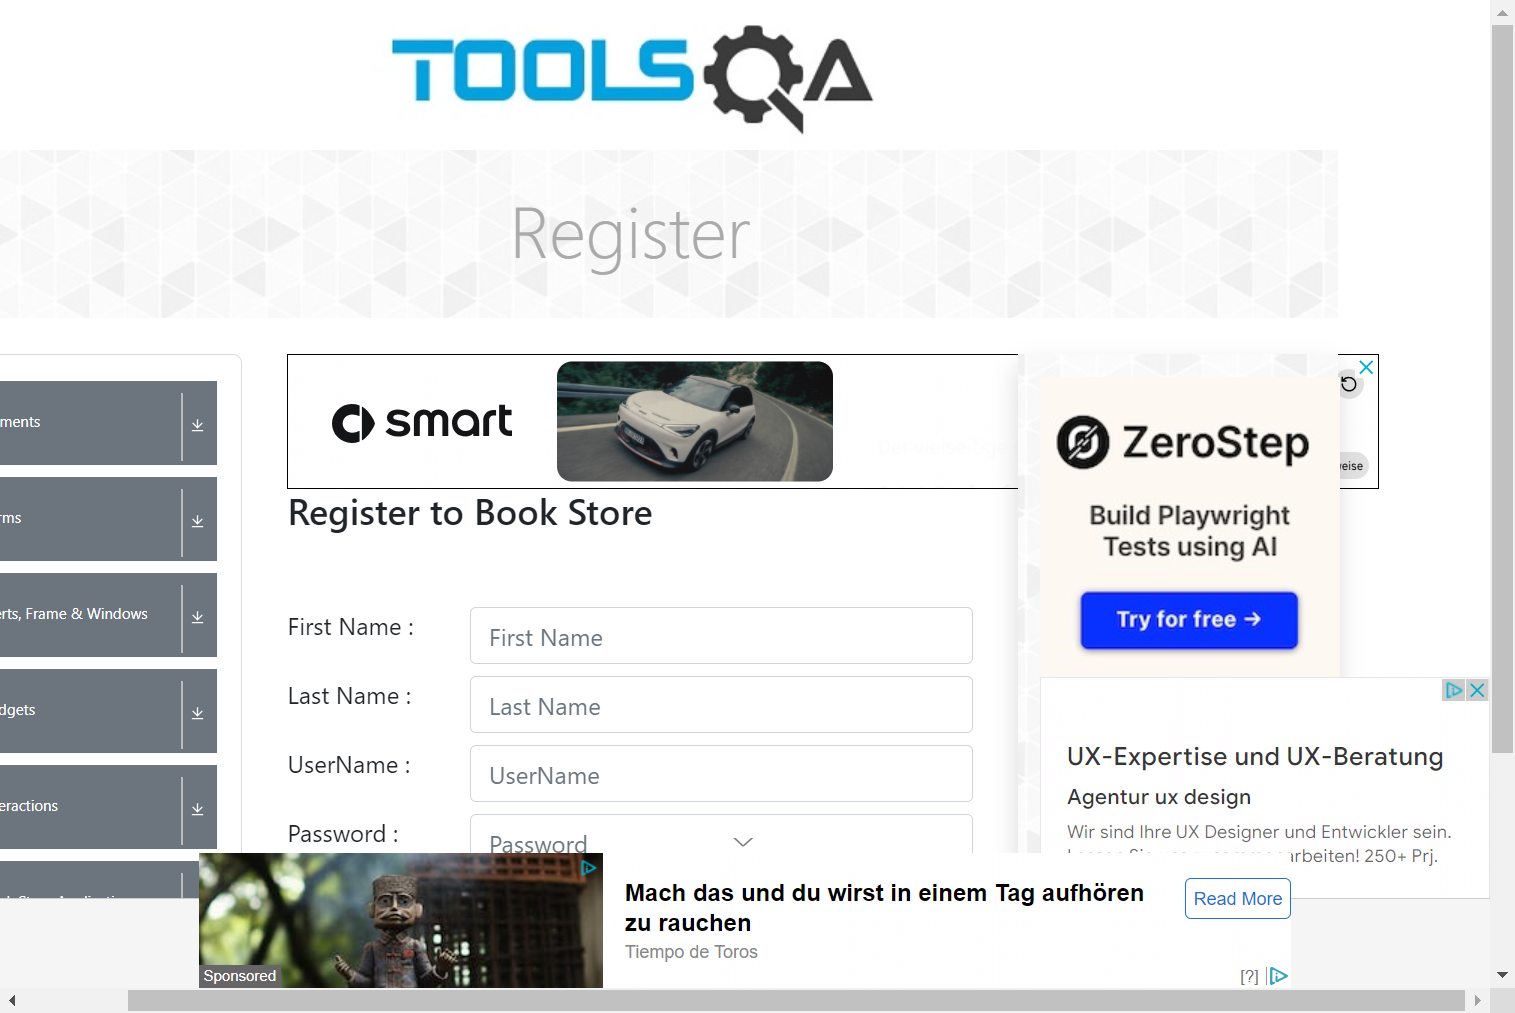 TOOLSQA
Register
ments
rms
erts, Frame & Windows
dgets
eractions
smart
eise
Register to Book Store
First Name :
First Name
Last Name :
Last Name
UserName :
UserName
Password :
Password
ZeroStep
Build Playwright
Tests using AI
Try for free →
UX-Expertise und UX-Beratung
Agentur ux design
Wir sind Ihre UX Designer und Entwickler sein.
arbeiten! 250+ Prj.
Mach das und du wirst in einem Tag aufhören
zu rauchen
Tiempo de Toros
Read More
Sponsored
[?]